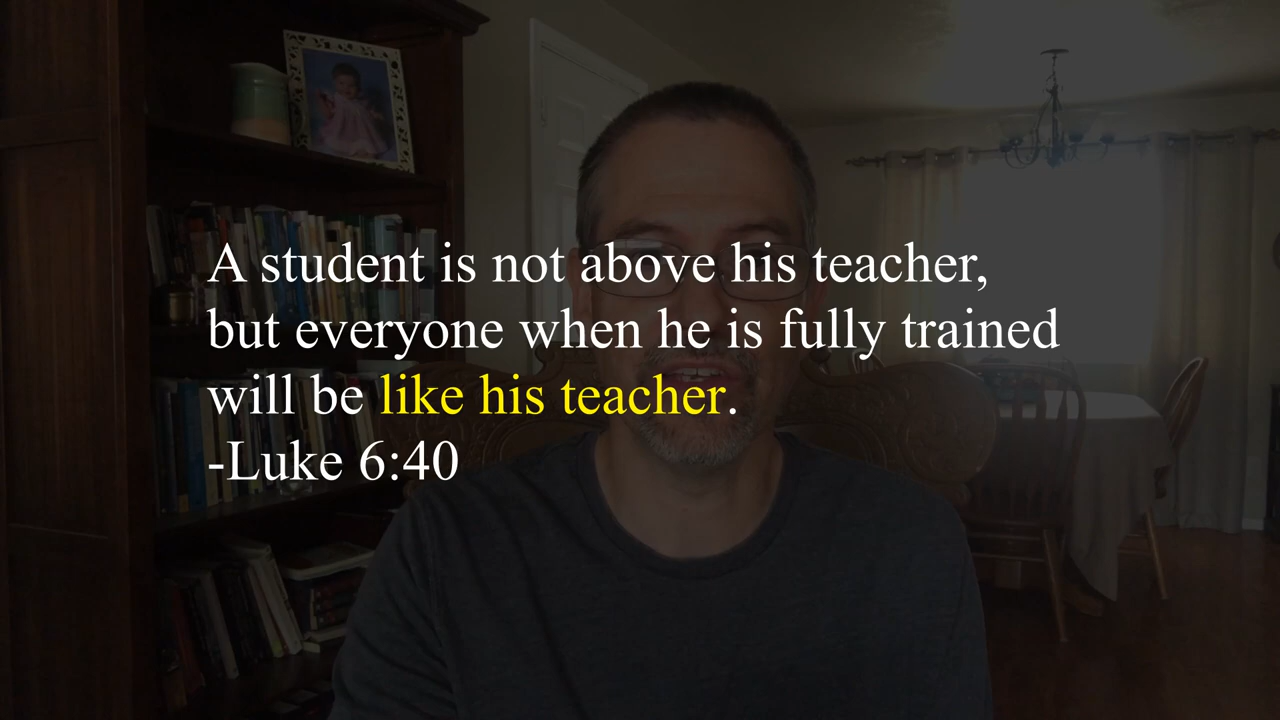 A student is not above his teacher,
but everyone when he is fully trained
will be like his teacher.
-Luke 6:40